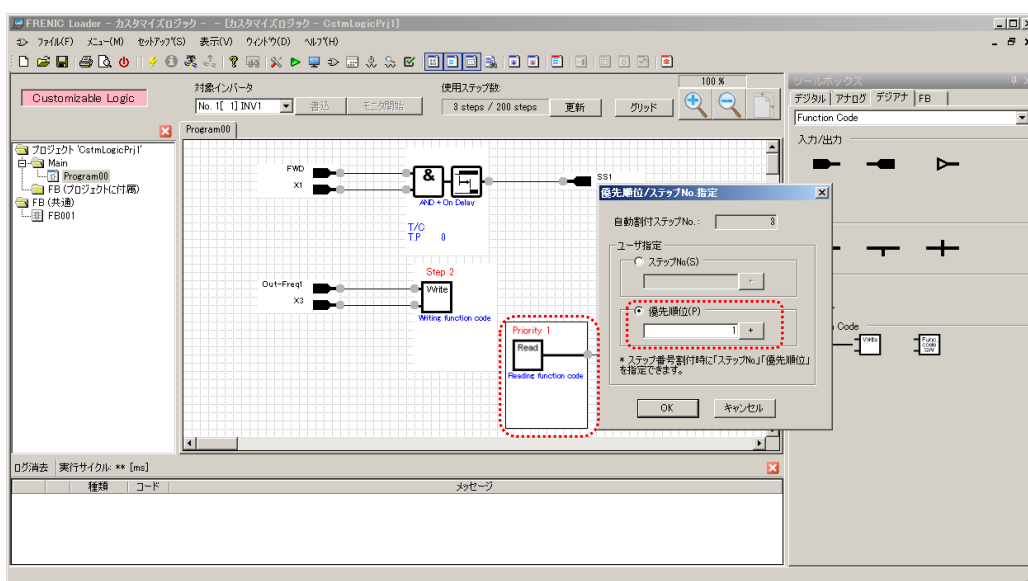 FRENIC Loader - カスタマイズロジック - - [カスタマイズロジック - CstmLogicPrj1]
ファイル(F) メニュー(M) セットアップ(S) 表示(V) ウィンドウ(D) ヘルプ(H)
Customizable Logic
対象インバータ
No. 1[ 1] INV1
書込
モニタ開始
使用ステップ数:
3 steps / 200 steps
更新
グリッド
100 %
ツールボックス
デジタル アナログ デジアナ FB
Function Code
入力/出力
Program00
プロジェクト 'CstmLogicPrj1'
Main
Program00
FB (プロジェクトに付属)
FB (共通)
FB001
FWD
X1
&
AND + On Delay
SS1
T/C
T.P 0
Step 2
Out-Freq1
X3
Write
Writing function code
Priority 1
Read
Reading function code
優先順位/ステップNo.指定
自動割付ステップNo.: 3
ユーザ指定
ステップNo(S)
+
優先順位(P)
1 +
* ステップ番号割付時に「ステップNo」「優先順位」
を指定できます。
OK
キャンセル
Code
Write
Func
code
SW
ログ消去 実行サイクル: ** [ms]
種類 コード メッセージ